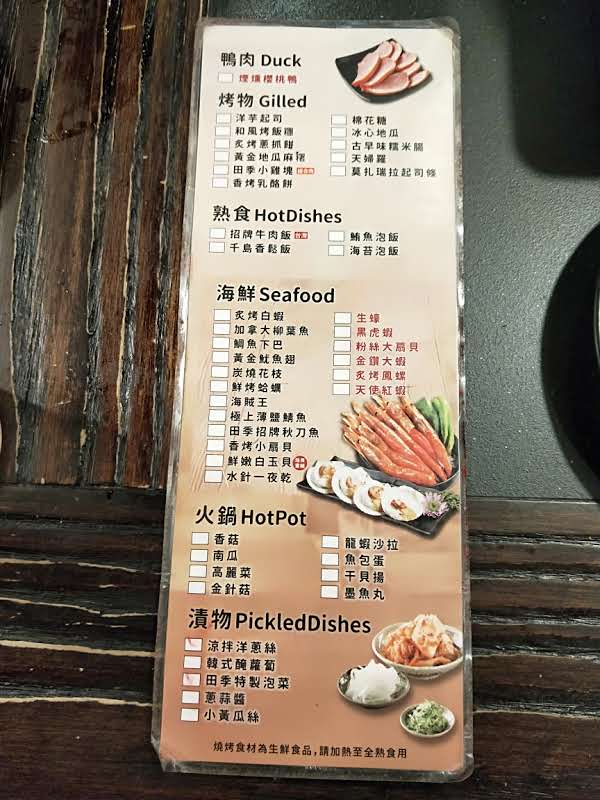 鴨肉 Duck
煙燻櫻桃鴨
烤物 Gilled
洋芋起司
和風烤飯糰
炙烤蔥抓餅
黃金地瓜麻糬
田季小雞塊
香烤乳酪餅
棉花糖
冰心地瓜
古早味糯米腸
天婦羅
莫扎瑞拉起司條
熟食 HotDishes
招牌牛肉飯 台灣
千島香鬆飯
鮪魚泡飯
海苔泡飯
海鮮 Seafood
炙烤白蝦
加拿大柳葉魚
鯛魚下巴
黃金魷魚翅
炭燒花枝
鮮烤蛤蠣
海賊王
極上薄鹽鯖魚
田季招牌秋刀魚
香烤小扇貝
鮮嫩白玉貝
水針一夜乾
生蠔
黑虎蝦
粉絲大扇貝
金鑽大蝦
炙烤鳳螺
天使紅蝦
火鍋 HotPot
香菇
南瓜
高麗菜
金針菇
龍蝦沙拉
魚包蛋
干貝揚
墨魚丸
漬物 PickledDishes
涼拌洋蔥絲
韓式醃蘿蔔
田季特製泡菜
蔥蒜醬
小黃瓜絲
燒烤食材為生鮮食品，請加熱至全熟食用